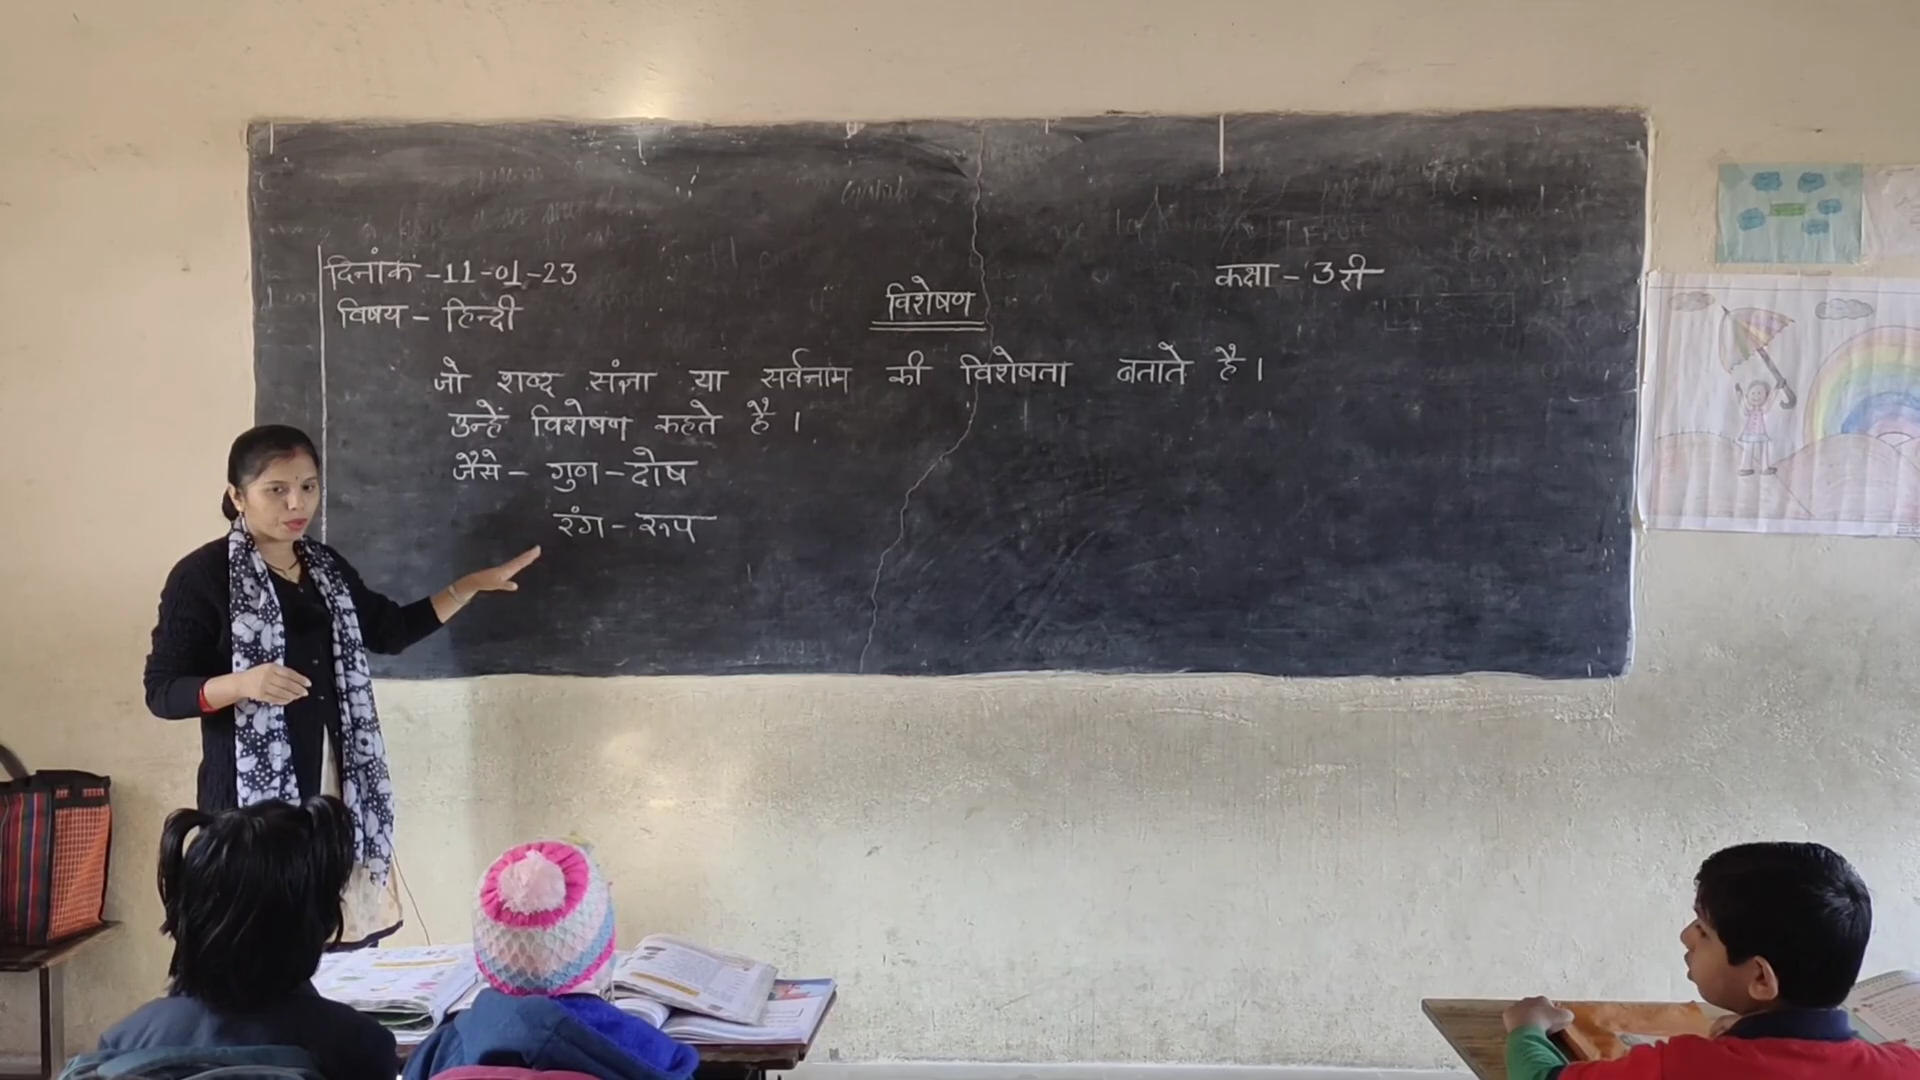 दिनांक -11-01-23
कक्षा - 3री
विषय - हिन्दी
विशेषण
जो शब्द संज्ञा या सर्वनाम की विशेषता बताते है।
उन्हें विशेषण कहते है।
जैसे - गुण - दोष
रंग - रूप